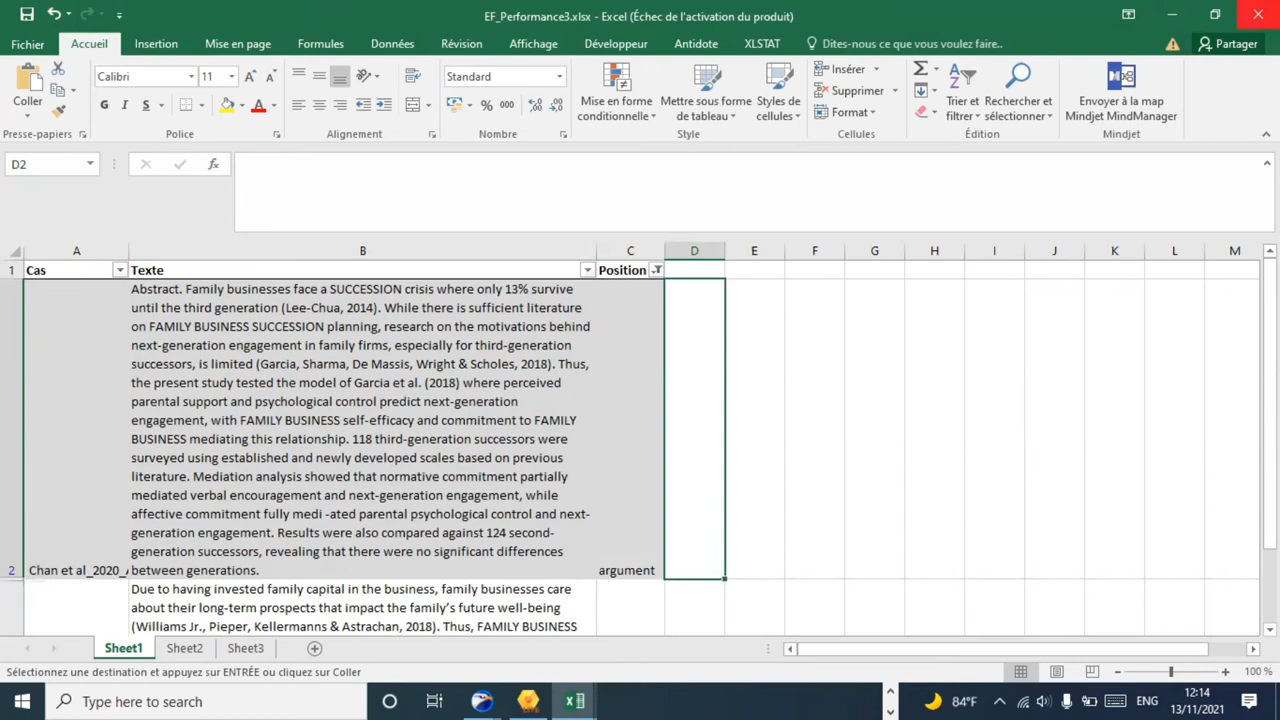 EF_Performance3.xlsx - Excel (Échec de l'activation du produit)
Fichier Accueil Insertion Mise en page Formules Données Révision Affichage Développeur Antidote XLSTAT Dites-nous ce que vous voulez faire.. Partager
Calibri 11 Standard
Coller
Mise en forme conditionnelle
Mettre sous forme de tableau
Styles de cellules
Insérer
Supprimer
Format
Trier et filtrer
Rechercher et sélectionner
Envoyer à la map Mindjet MindManager
Presse-papiers Police Alignement Nombre Style Cellules Édition Mindjet
D2
A B C D E F G H I J K L M
1 Cas Texte Position
Abstract. Family businesses face a SUCCESSION crisis where only 13% survive
until the third generation (Lee-Chua, 2014). While there is sufficient literature
on FAMILY BUSINESS SUCCESSION planning, research on the motivations behind
next-generation engagement in family firms, especially for third-generation
successors, is limited (Garcia, Sharma, De Massis, Wright & Scholes, 2018). Thus,
the present study tested the model of Garcia et al. (2018) where perceived
parental support and psychological control predict next-generation
engagement, with FAMILY BUSINESS self-efficacy and commitment to FAMILY
BUSINESS mediating this relationship. 118 third-generation successors were
surveyed using established and newly developed scales based on previous
literature. Mediation analysis showed that normative commitment partially
mediated verbal encouragement and next-generation engagement, while
affective commitment fully medi -ated parental psychological control and next-
generation engagement. Results were also compared against 124 second-
generation successors, revealing that there were no significant differences
2 Chan et al_2020_ between generations. argument
Due to having invested family capital in the business, family businesses care
about their long-term prospects that impact the family's future well-being
(Williams Jr., Pieper, Kellermanns & Astrachan, 2018). Thus, FAMILY BUSINESS
Sheet1 Sheet2 Sheet3
Sélectionnez une destination et appuyez sur ENTRÉE ou cliquez sur Coller
100 %
Type here to search
84°F
ENG
12:14
13/11/2021